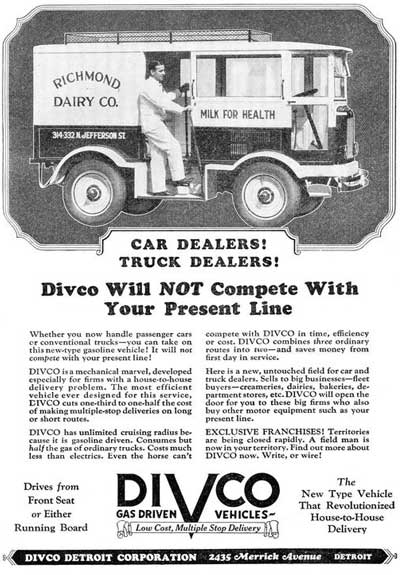 RICHMOND
DAIRY CO.
MILK FOR HEALTH
314-332 N. JEFFERSON ST.
CAR DEALERS!
TRUCK DEALERS!
Divco Will NOT Compete With
Your Present Line
Whether you now handle passenger cars
or conventional trucks—you can take on
this new-type gasoline vehicle! It will not
compete with your present line!
DIVCO is a mechanical marvel, developed
especially for firms with a house-to-house
delivery problem. The most efficient
vehicle ever designed for this service,
DIVCO cuts one-third to one-half the cost
of making multiple-stop deliveries on long
or short routes.
DIVCO has unlimited cruising radius be-
cause it is gasoline driven. Consumes but
half the gas of ordinary trucks. Costs much
less than electrics. Even the horse can't
compete with DIVCO in time, efficiency
or cost. DIVCO combines three ordinary
routes into two—and saves money from
first day in service.
Here is a new, untouched field for car and
truck dealers. Sells to big businesses—fleet
buyers—creameries, dairies, bakeries, de-
partment stores, etc. DIVCO will open the
door for you to these big firms who also
buy other motor equipment such as your
present line.
EXCLUSIVE FRANCHISES! Territories
are being closed rapidly. A field man is
now in your territory. Find out more about
DIVCO now. Write, or wire!
Drives from
Front Seat
or Either
Running Board
DIVCO
GAS DRIVEN VEHICLES~
Low Cost, Multiple Stop Delivery
The
New Type Vehicle
That Revolutionized
House-to-House
Delivery
DIVCO DETROIT CORPORATION 2435 Merrick Avenue DETROIT